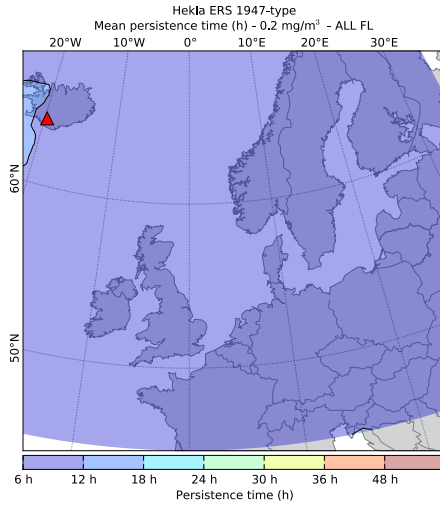 Hekla ERS 1947-type
Mean persistence time (h) - 0.2 mg/m³ - ALL FL
20°W 10°W 0° 10°E 20°E 30°E
60°N
50°N
6 h 12 h 18 h 24 h 30 h 36 h 48 h
Persistence time (h)